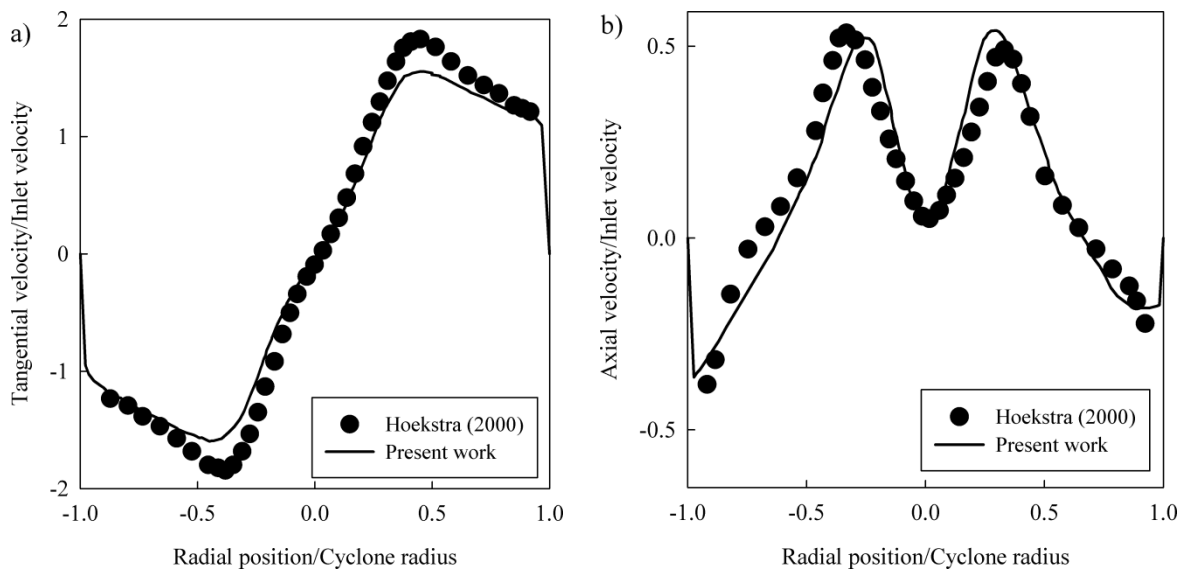 a)
Tangential velocity/Inlet velocity
2
1
0
-1
-2
-1.0 -0.5 0.0 0.5 1.0
Radial position/Cyclone radius
Hoekstra (2000)
Present work
b)
Axial velocity/Inlet velocity
0.5
0.0
-0.5
-1.0 -0.5 0.0 0.5 1.0
Radial position/Cyclone radius
Hoekstra (2000)
Present work